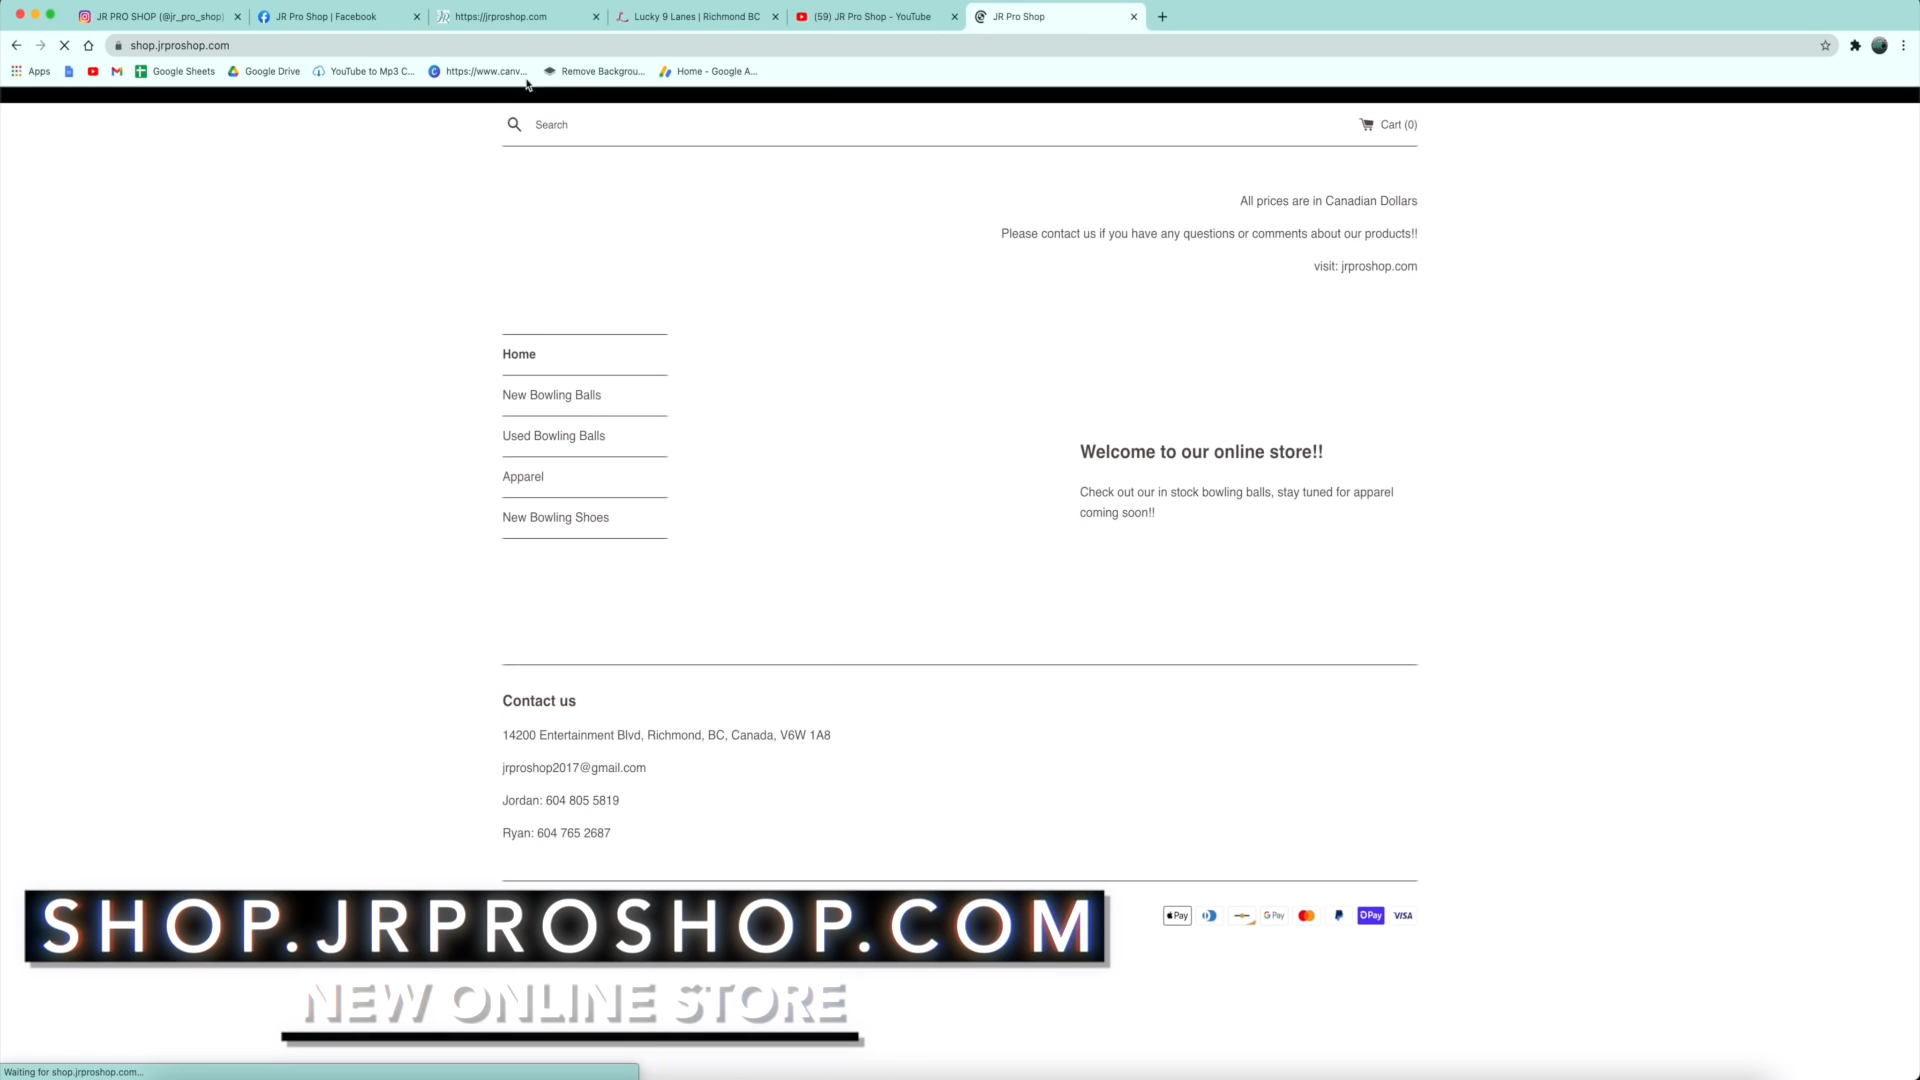 JR PRO SHOP (@jr_pro_shop)
JR Pro Shop | Facebook
https://jrproshop.com
Lucky 9 Lanes | Richmond BC
(59) JR Pro Shop - YouTube
JR Pro Shop
shop.jrproshop.com
Apps
Google Sheets
Google Drive
YouTube to Mp3 C...
https://www.canv...
Remove Backgrou...
Home - Google A...
Search
Cart (0)
All prices are in Canadian Dollars
Please contact us if you have any questions or comments about our products!!
visit: jrproshop.com
Home
New Bowling Balls
Used Bowling Balls
Apparel
New Bowling Shoes
Welcome to our online store!!
Check out our in stock bowling balls, stay tuned for apparel
coming soon!!
Contact us
14200 Entertainment Blvd, Richmond, BC, Canada, V6W 1A8
jrproshop2017@gmail.com
Jordan: 604 805 5819
Ryan: 604 765 2687
SHOP.JRPROSHOP.COM
Pay
G Pay
Pay
VISA
NEW ONLINE STORE
Waiting for shop.jrproshop.com...